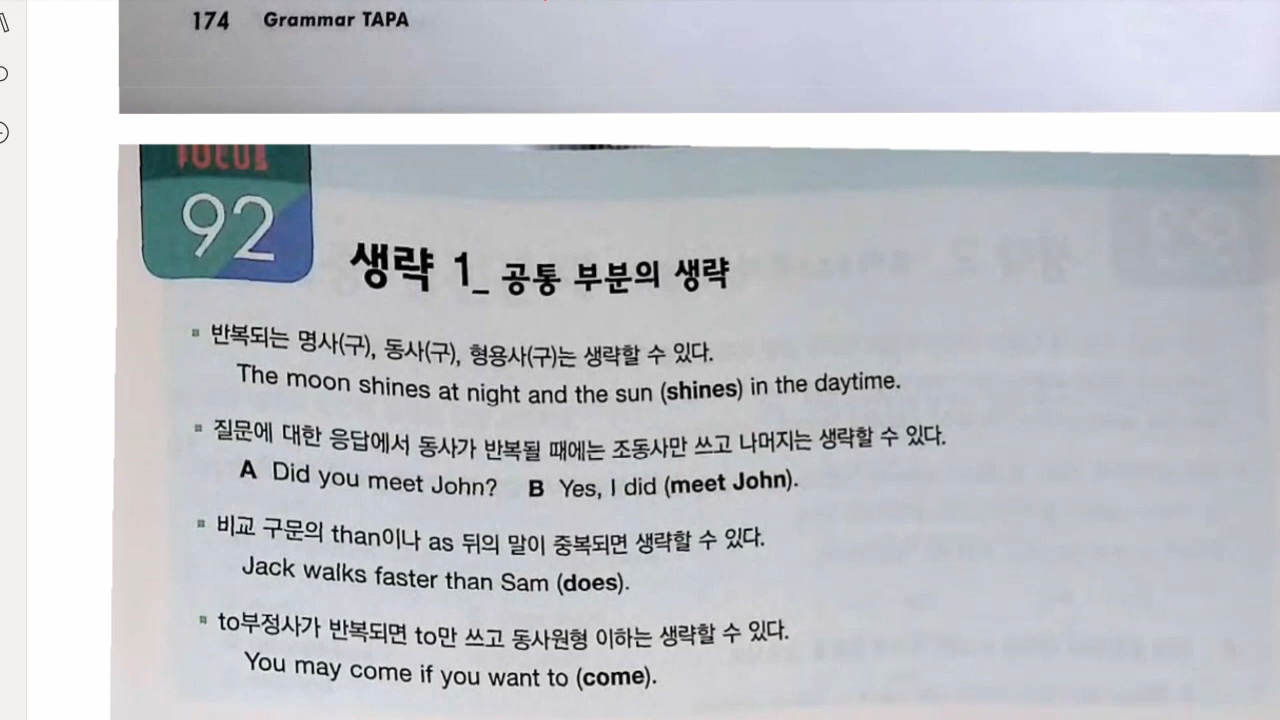 174 Grammar TAPA
FOCUS
92
생략 1_ 공통 부분의 생략
▪ 반복되는 명사(구), 동사(구), 형용사(구)는 생략할 수 있다.
The moon shines at night and the sun (shines) in the daytime.
▪ 질문에 대한 응답에서 동사가 반복될 때에는 조동사만 쓰고 나머지는 생략할 수 있다.
A Did you meet John? B Yes, I did (meet John).
▪ 비교 구문의 than이나 as 뒤의 말이 중복되면 생략할 수 있다.
Jack walks faster than Sam (does).
▪ to부정사가 반복되면 to만 쓰고 동사원형 이하는 생략할 수 있다.
You may come if you want to (come).